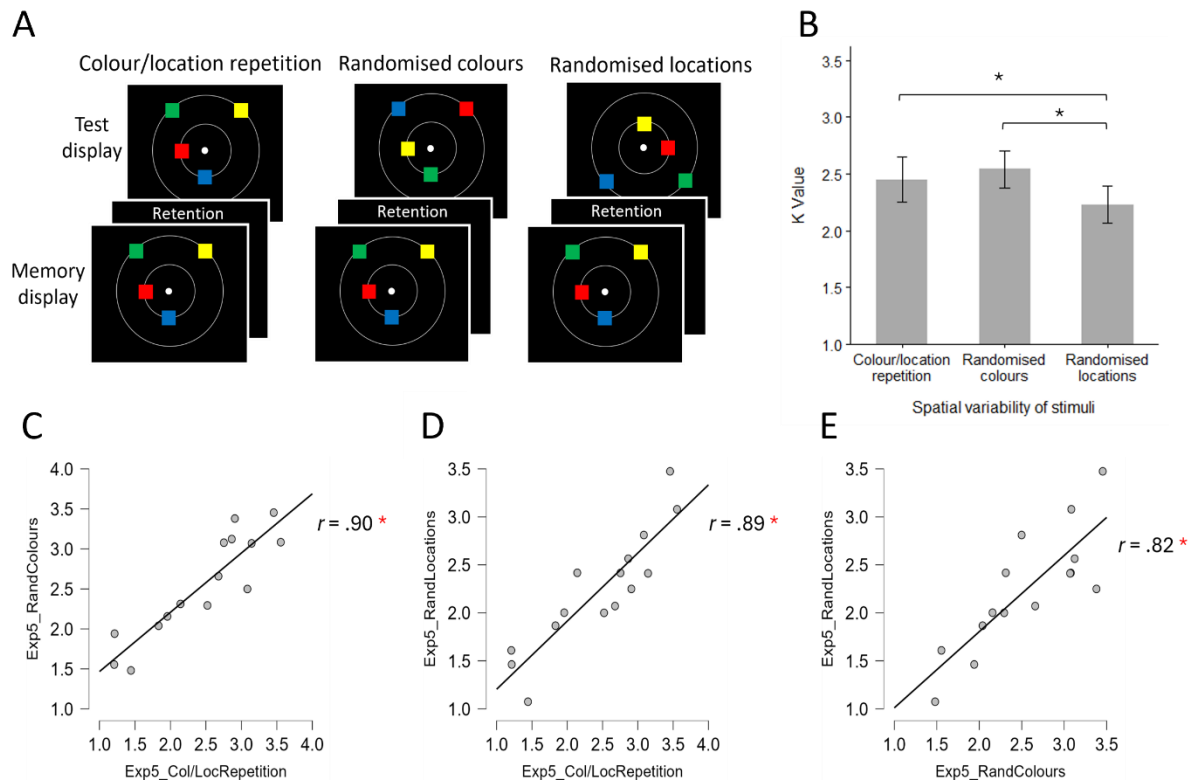 A
Colour/location repetition
Randomised colours
Randomised locations
Test
display
Retention
Retention
Retention
Memory
display
B
3.5
3.0
2.5
2.0
1.5
1.0
K Value
*
*
Colour/location
repetition
Randomised
colours
Randomised
locations
Spatial variability of stimuli
C
4.0
3.5
3.0
2.5
2.0
1.5
1.0
Exp5_RandColours
r = .90 *
1.0 1.5 2.0 2.5 3.0 3.5 4.0
Exp5_Col/LocRepetition
D
3.5
3.0
2.5
2.0
1.5
1.0
Exp5_RandLocations
r = .89 *
1.0 1.5 2.0 2.5 3.0 3.5 4.0
Exp5_Col/LocRepetition
E
3.5
3.0
2.5
2.0
1.5
1.0
Exp5_RandLocations
r = .82 *
1.0 1.5 2.0 2.5 3.0 3.5
Exp5_RandColours